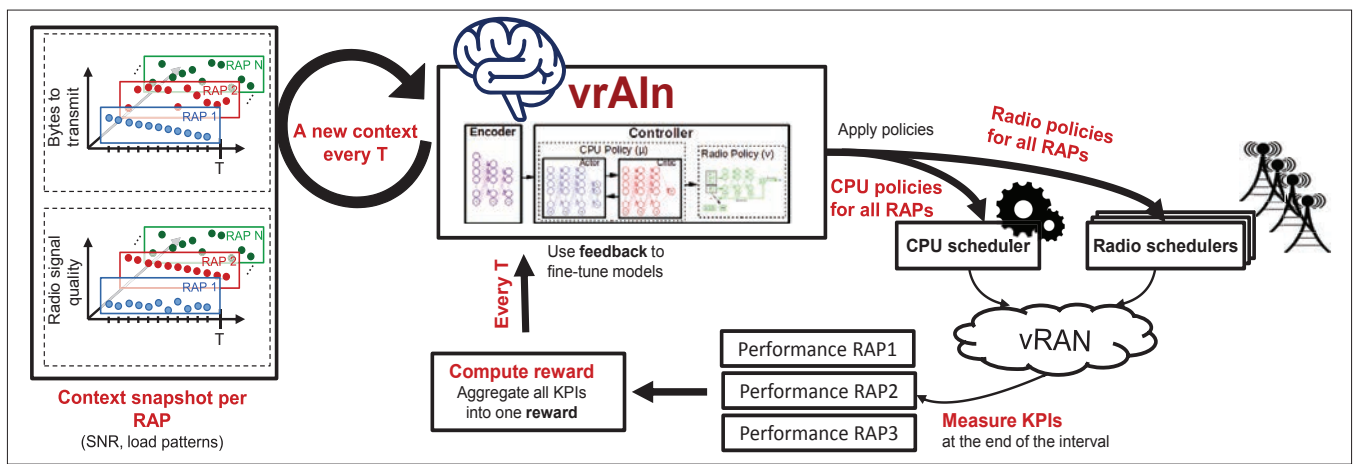 Bytes to
transmit
RAP N
RAP 2
RAP 1
T
Radio signal
quality
RAP N
RAP 2
RAP 1
T
Context snapshot per
RAP
(SNR, load patterns)
A new context
every T
vrAIn
Encoder
Controller
CPU Policy (μ)
Actor
Critic
Radio Policy (ν)
Use feedback to
fine-tune models
Every T
Apply policies
Radio policies
for all RAPs
CPU policies
for all RAPs
CPU scheduler
Radio schedulers
vRAN
Performance RAP1
Performance RAP2
Performance RAP3
Measure KPIs
at the end of the interval
Compute reward
Aggregate all KPIs
into one reward